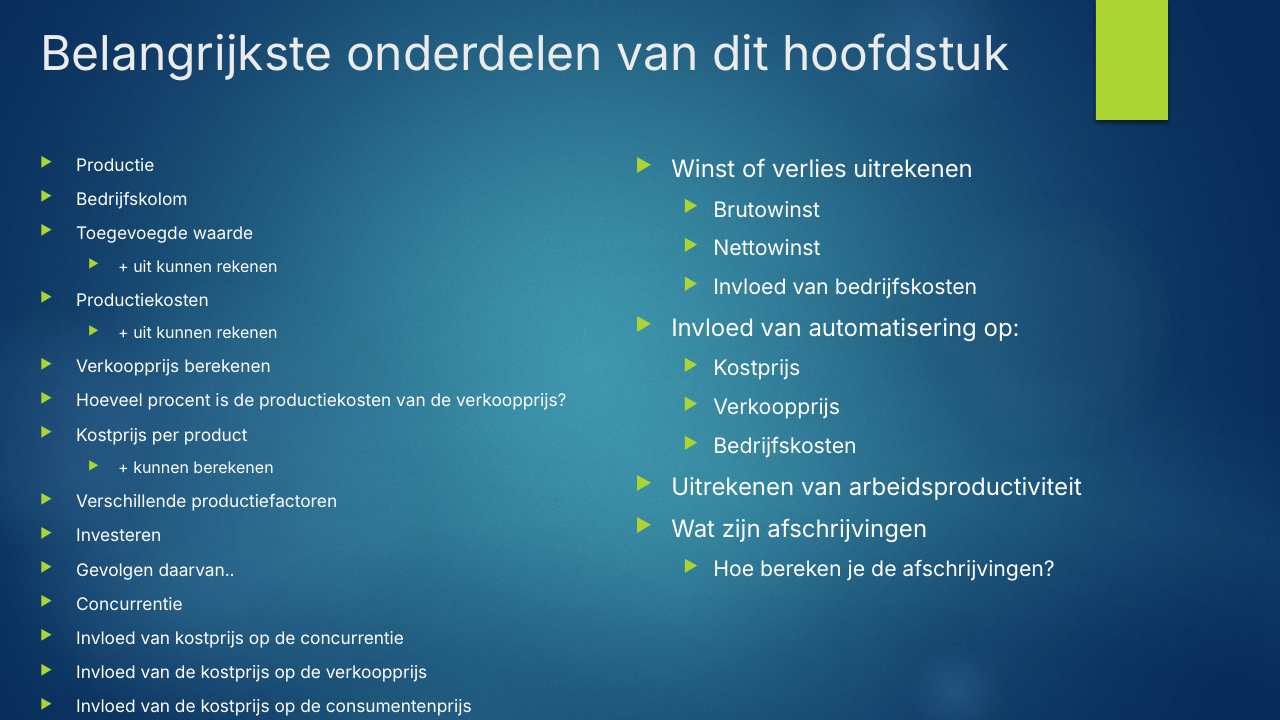 Belangrijkste onderdelen van dit hoofdstuk
Productie
Bedrijfskolom
Toegevoegde waarde
+ uit kunnen rekenen
Productiekosten
+ uit kunnen rekenen
Verkoopprijs berekenen
Hoeveel procent is de productiekosten van de verkoopprijs?
Kostprijs per product
+ kunnen berekenen
Verschillende productiefactoren
Investeren
Gevolgen daarvan..
Concurrentie
Invloed van kostprijs op de concurrentie
Invloed van de kostprijs op de verkoopprijs
Invloed van de kostprijs op de consumentenprijs
Winst of verlies uitrekenen
Brutowinst
Nettowinst
Invloed van bedrijfskosten
Invloed van automatisering op:
Kostprijs
Verkoopprijs
Bedrijfskosten
Uitrekenen van arbeidsproductiviteit
Wat zijn afschrijvingen
Hoe bereken je de afschrijvingen?